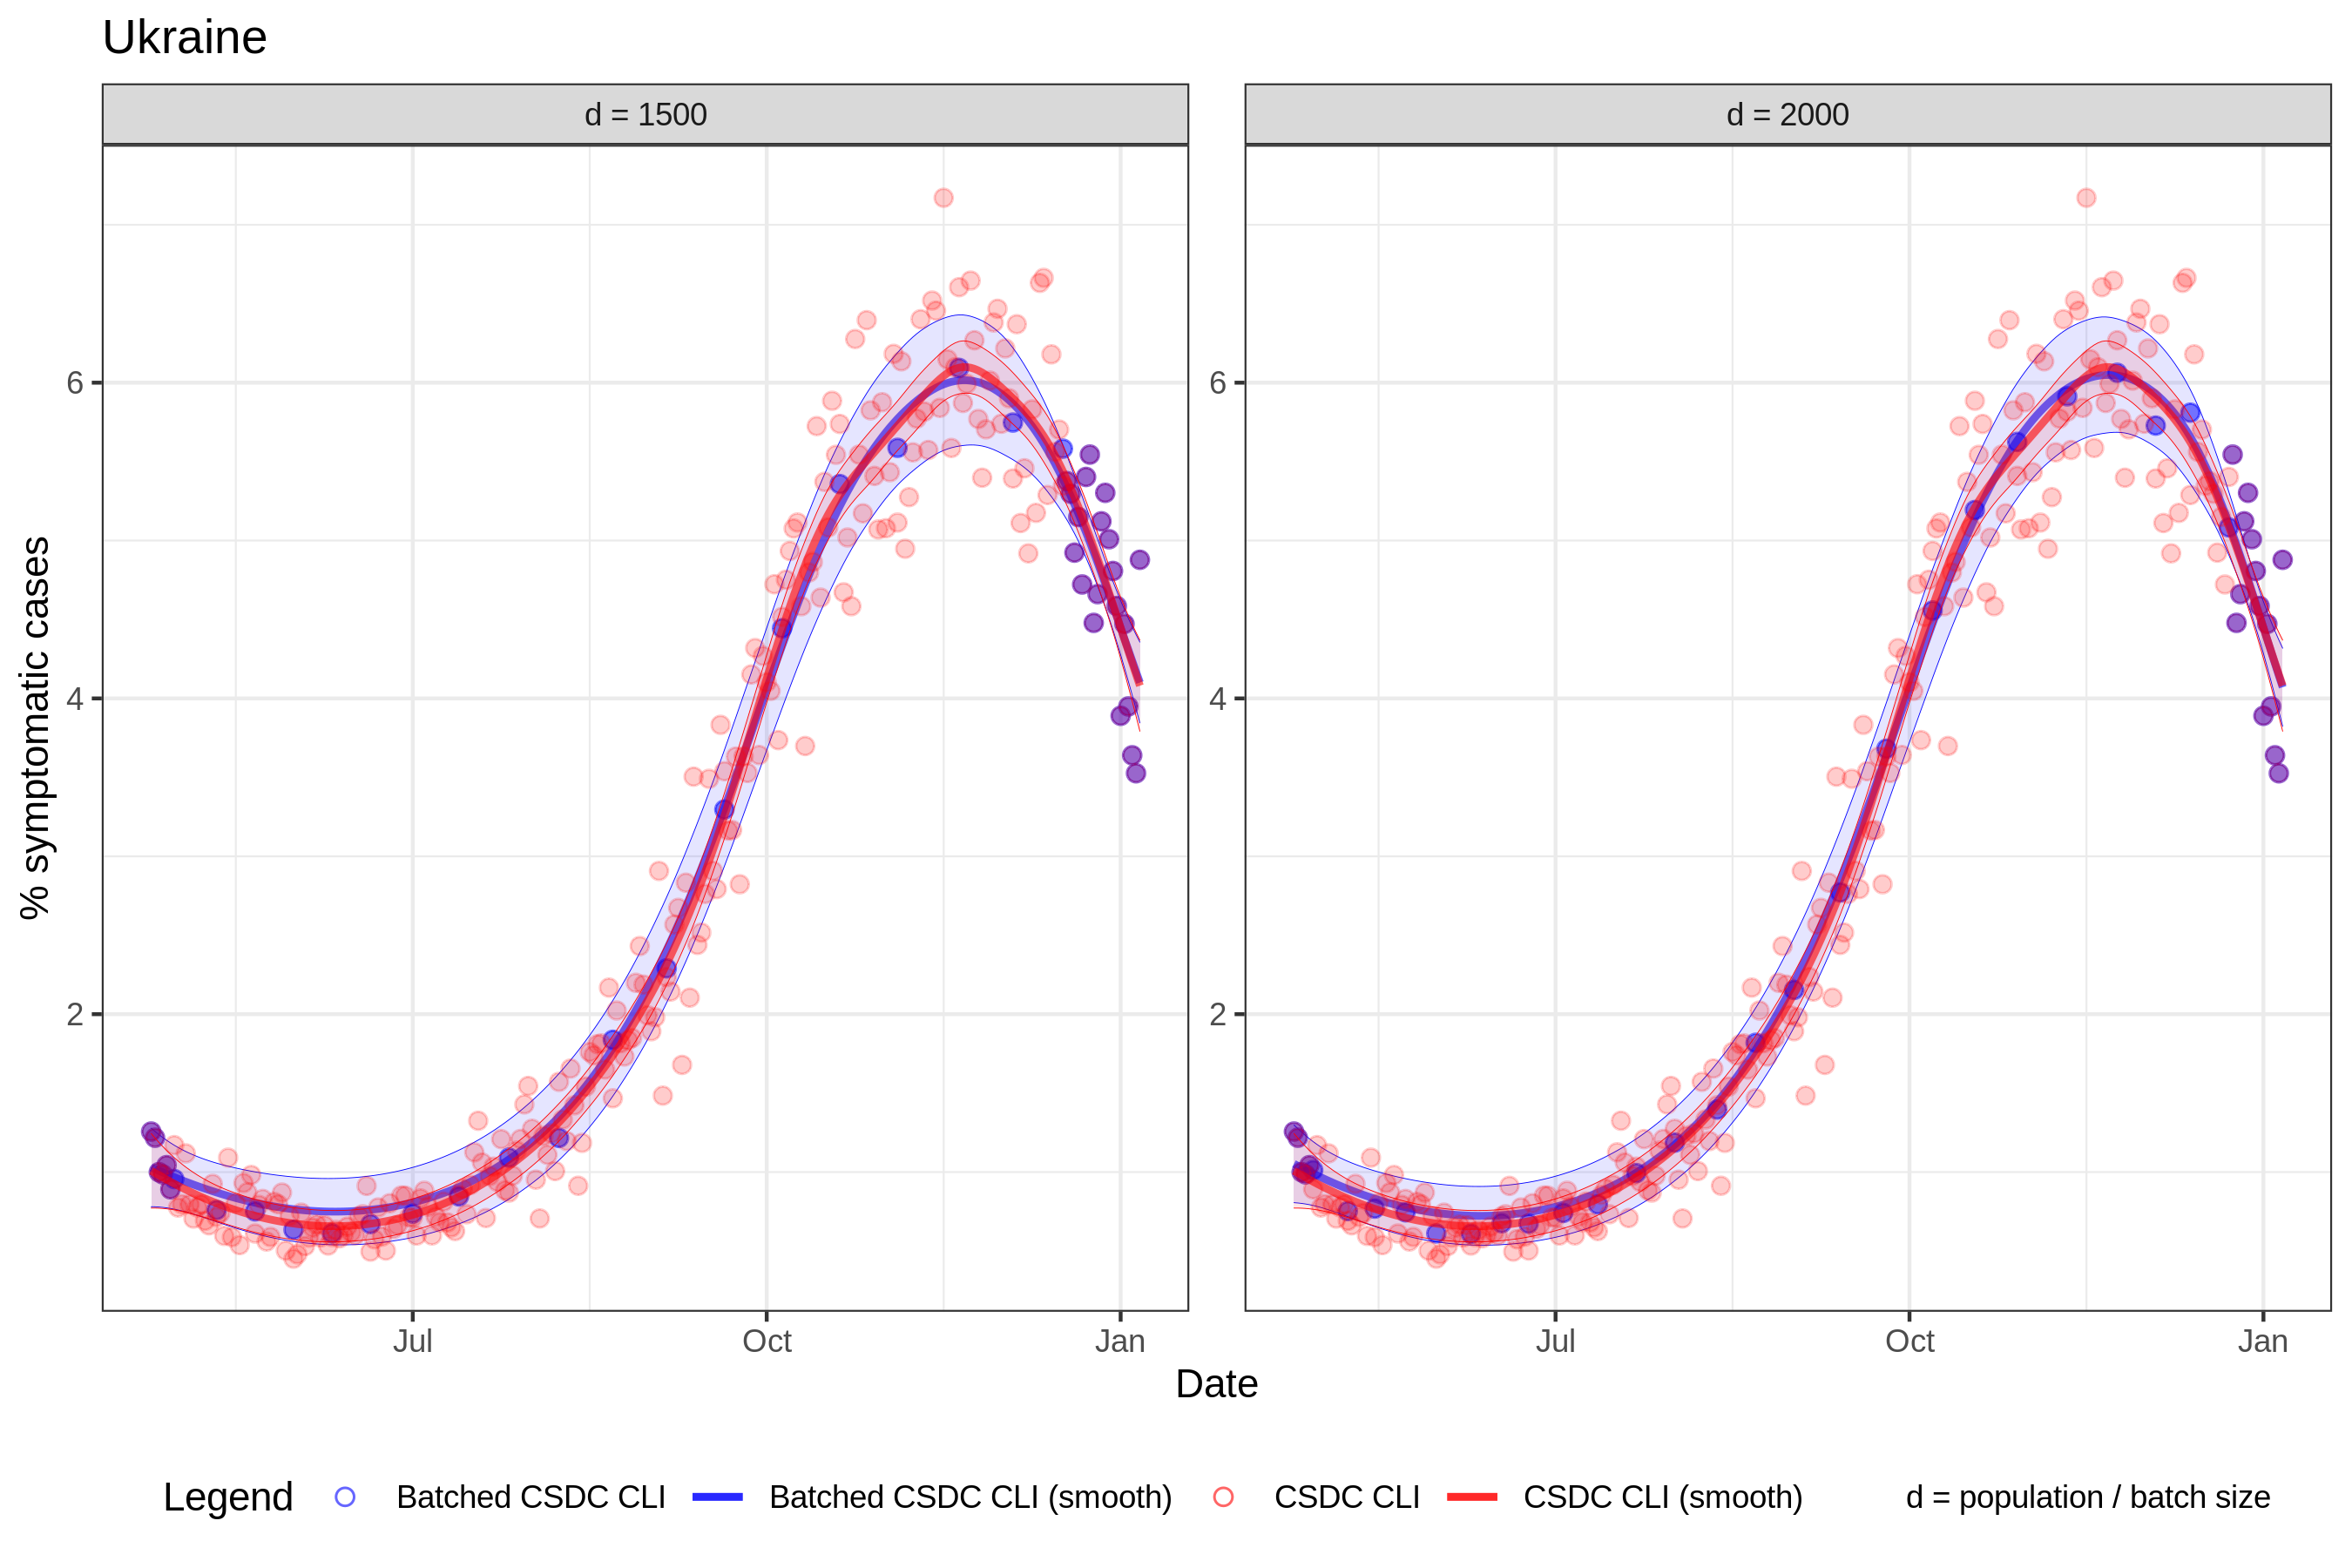 Ukraine
d = 1500
d = 2000
% symptomatic cases
6
4
2
6
4
2
Jul
Oct
Jan
Jul
Oct
Jan
Date
Legend
Batched CSDC CLI
Batched CSDC CLI (smooth)
CSDC CLI
CSDC CLI (smooth)
d = population / batch size